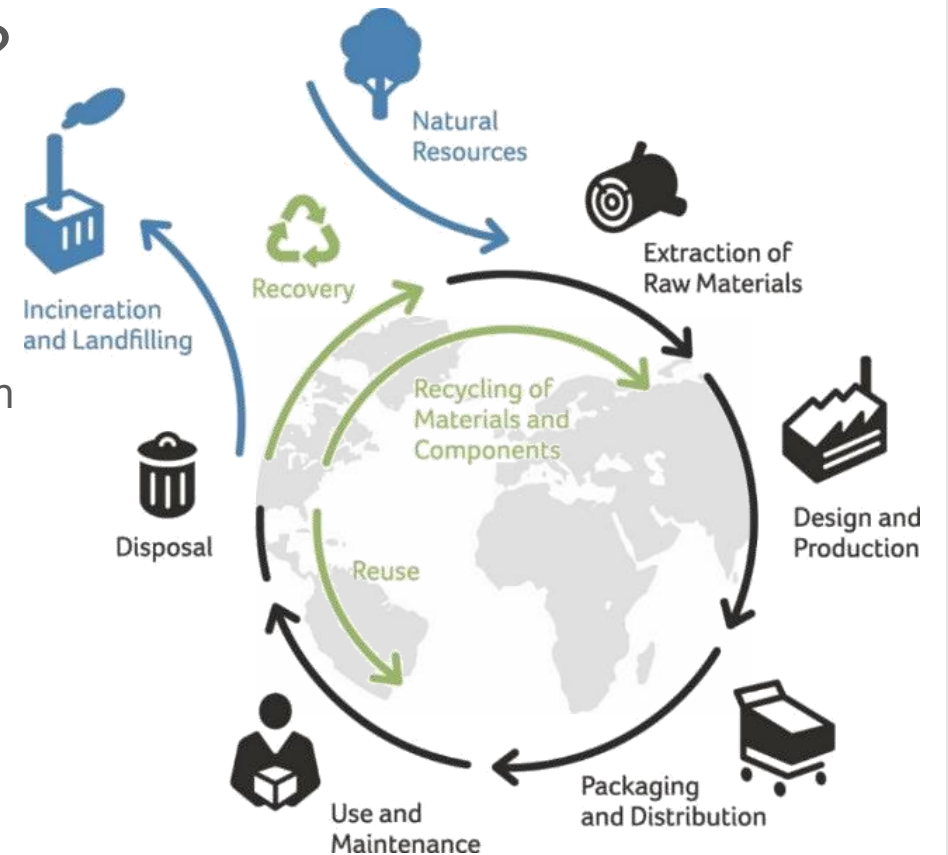 Natural
Resources
Extraction of
Raw Materials
Recovery
Incineration
and Landfilling
Recycling of
Materials and
Components
Design and
Production
Disposal
Reuse
Packaging
and Distribution
Use and
Maintenance